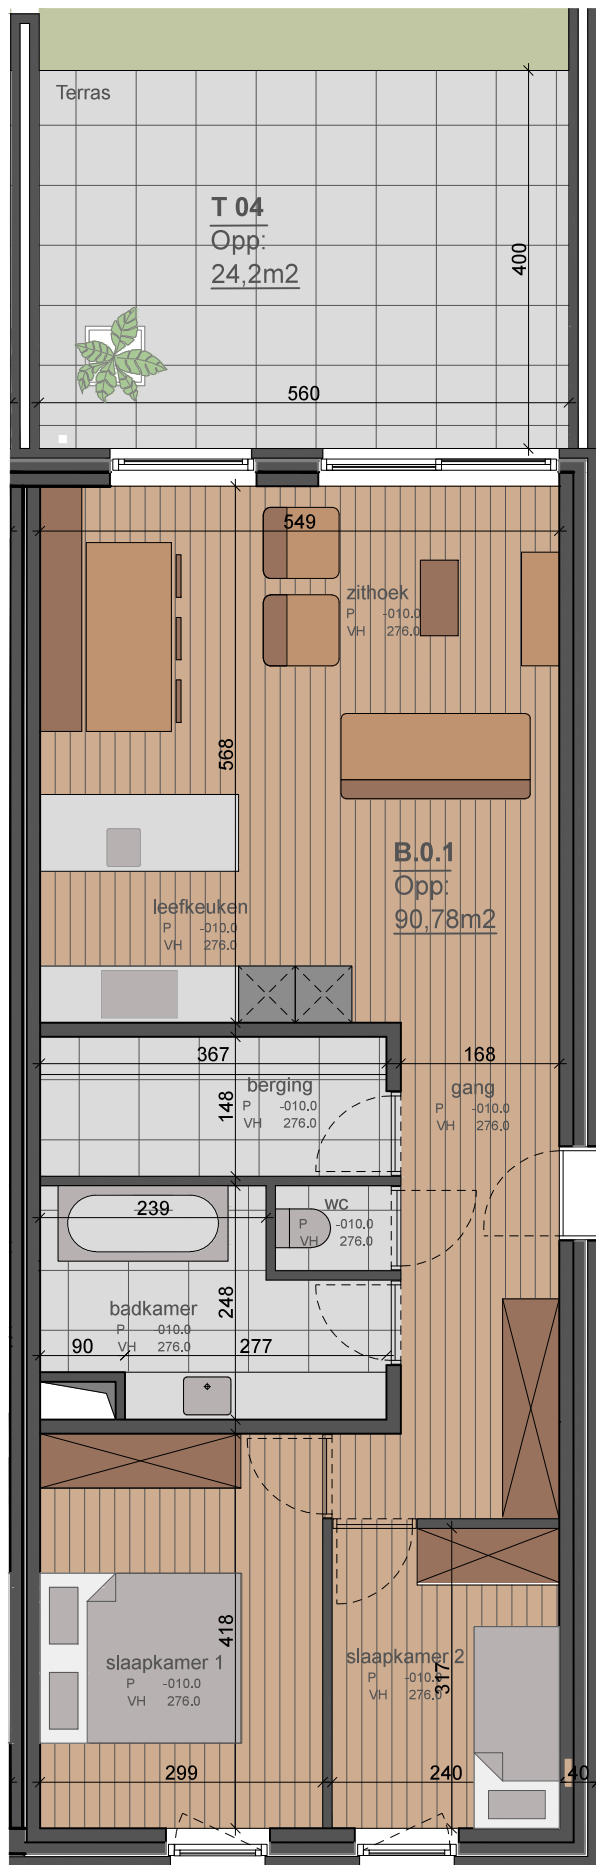 Terras
T 04
Opp:
24,2m2
400
560
549
zithoek
P -010.0
VH 276.0
568
B.0.1
Opp:
90,78m2
leefkeuken
P -010.0
VH 276.0
367
168
berging
P -010.0
VH 276.0
148
gang
P -010.0
VH 276.0
239
wc
P -010.0
VH 276.0
248
badkamer
P 010.0
VH 276.0
90
277
418
slaapkamer 1
P -010.0
VH 276.0
slaapkamer 2
P -010.0
VH 276.0
317
299
240
40